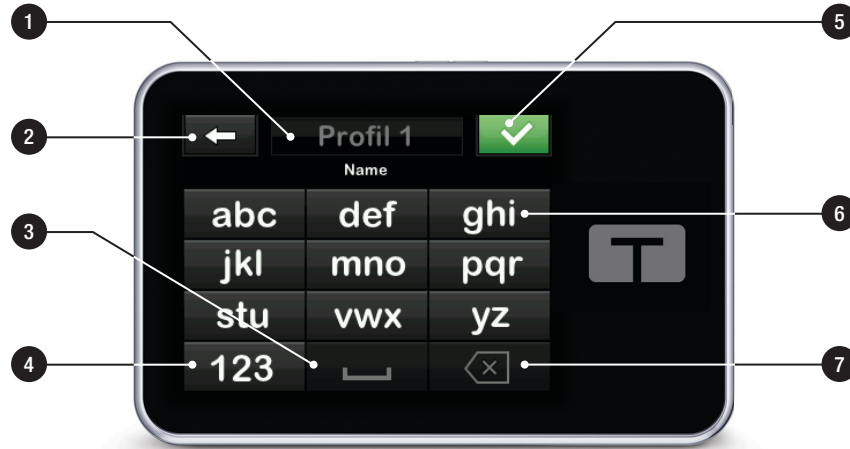 1
5
2
Profil 1
Name
abc def ghi
6
3
jkl mno pqr
stu vwx yz
4
123
7
T